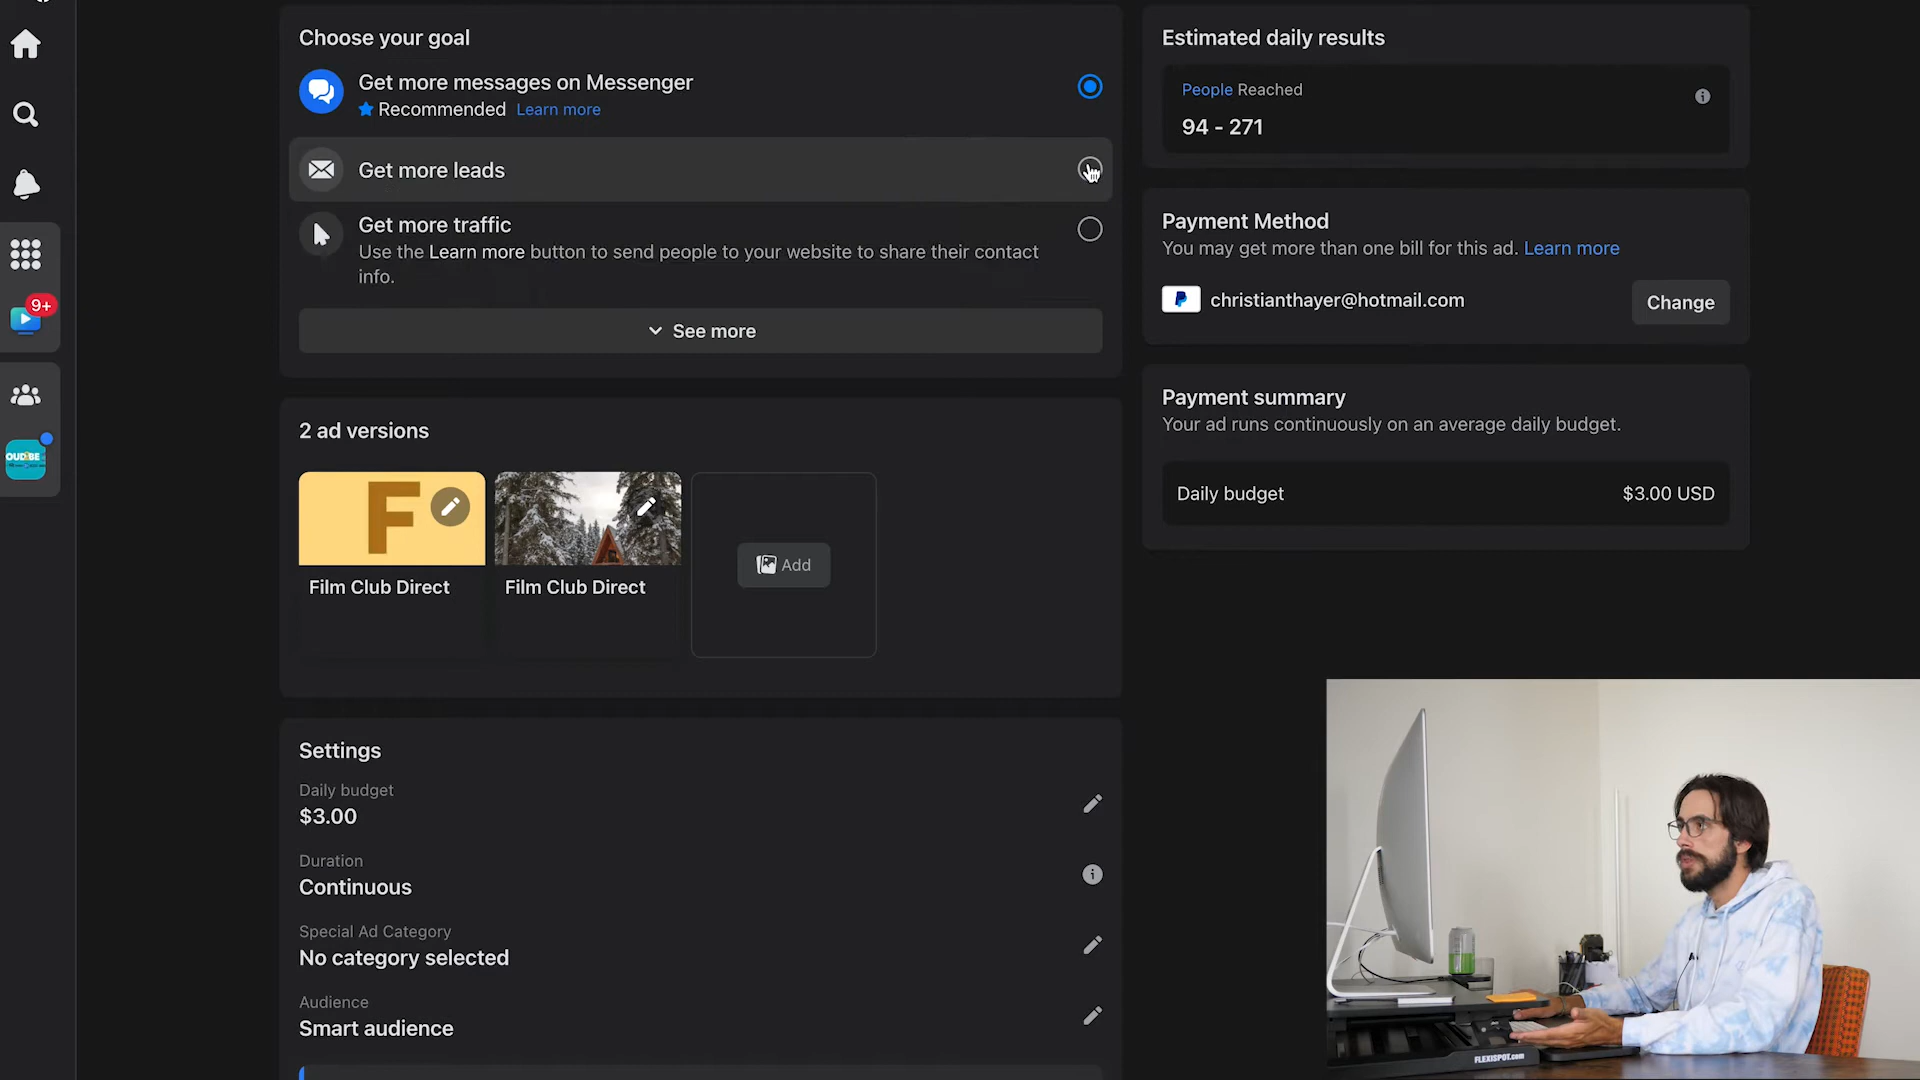 Choose your goal
Get more messages on Messenger
Recommended Learn more
Get more leads
Get more traffic
Use the Learn more button to send people to your website to share their contact
info.
See more
2 ad versions
F
Film Club Direct
Film Club Direct
Add
Settings
Daily budget
$3.00
Duration
Continuous
Special Ad Category
No category selected
Audience
Smart audience
Estimated daily results
People Reached
94 - 271
Payment Method
You may get more than one bill for this ad. Learn more
christianthayer@hotmail.com
Change
Payment summary
Your ad runs continuously on an average daily budget.
Daily budget
$3.00 USD
9+
FLEXISPOT.com